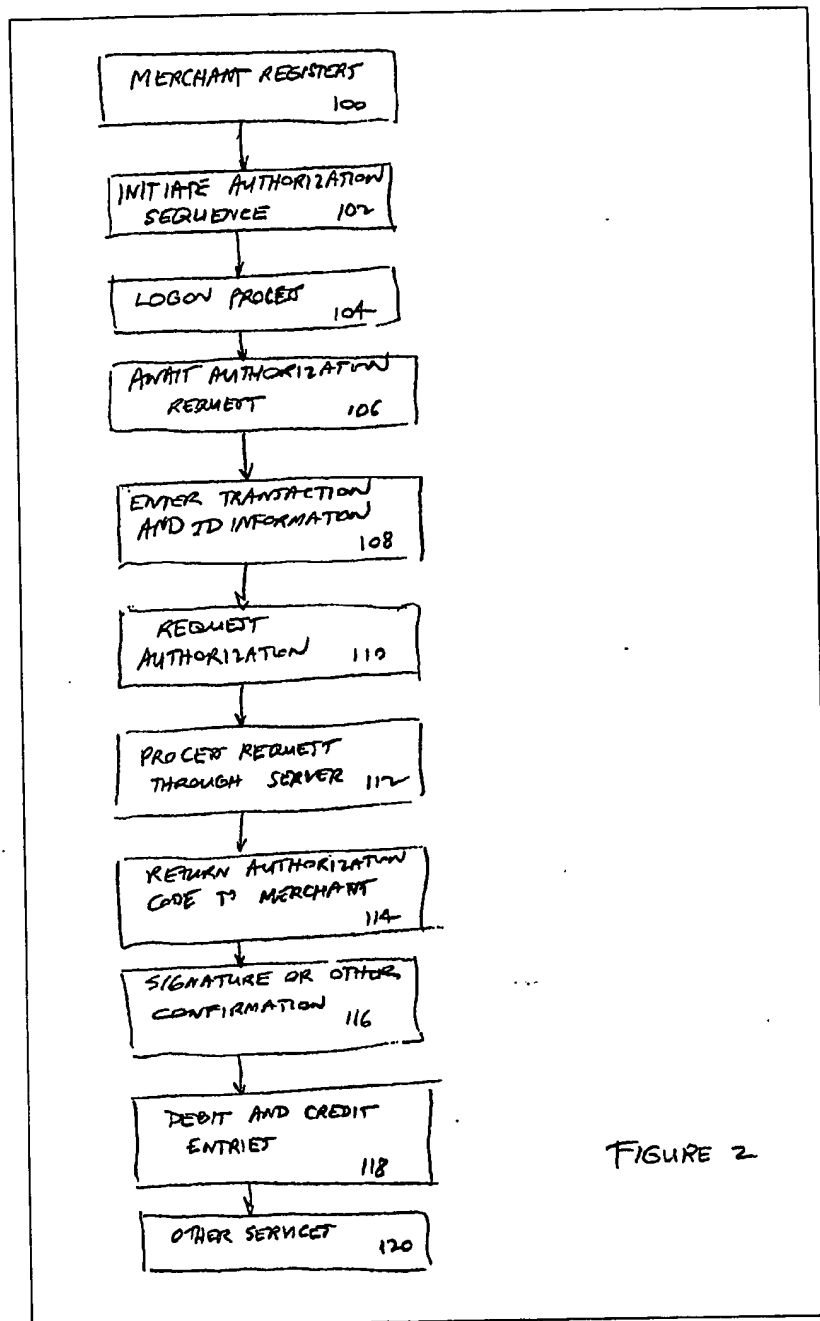 MERCHANT REGISTERS
100
INITIATE AUTHORIZATION
SEQUENCE 102
LOGON PROCESS
104
AWAIT AUTHORIZATION
REQUEST 106
ENTER TRANSACTION
AND ID INFORMATION
108
REQUEST
AUTHORIZATION 110
PROCESS REQUEST
THROUGH SERVER 112
RETURN AUTHORIZATION
CODE TO MERCHANT
114
SIGNATURE OR OTHER
CONFIRMATION
116
DEBIT AND CREDIT
ENTRIES
118
FIGURE 2
OTHER SERVICES
120